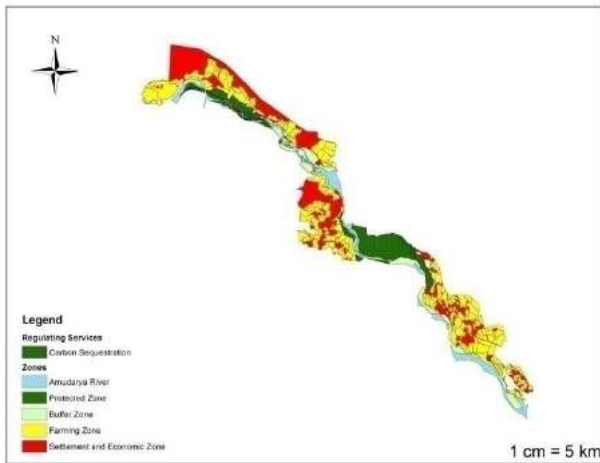 N
Legend
Regulating Services
Carbon Sequestration
Zones
Amudarya River
Protected Zone
Buffer Zone
Farming Zone
Settlement and Economic Zone
1 cm = 5 km